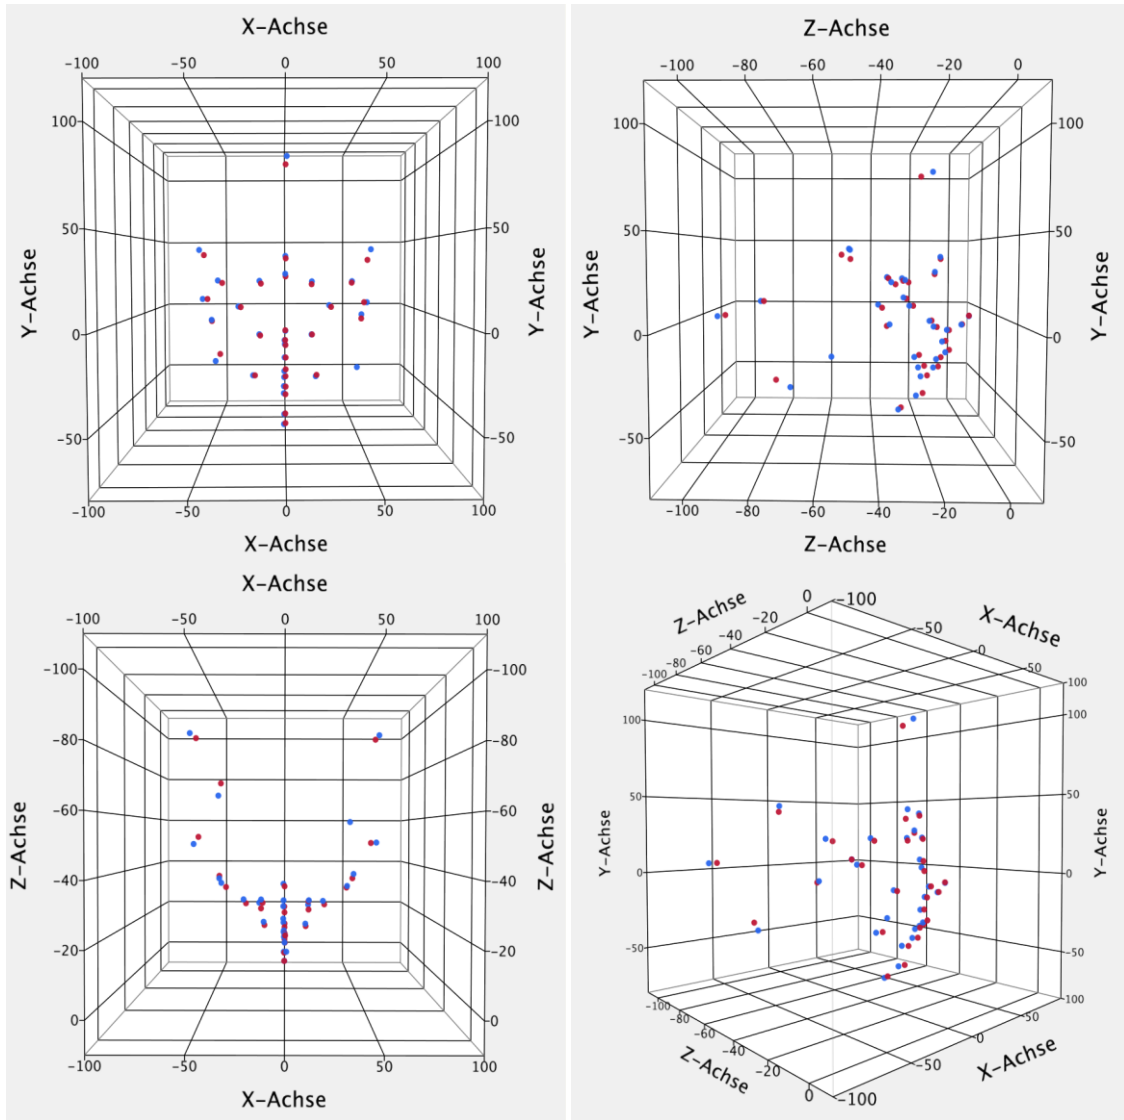 X-Achse
-100 -50 0 50 100
100 100
50 50
Y-Achse Y-Achse
0 0
-50 -50
-100 -50 0 50 100
X-Achse
Z-Achse
-100 -80 -60 -40 -20 0
100 100
50 50
Y-Achse
0 0
-50 -50
-100 -80 -60 -40 -20 0
Z-Achse
X-Achse
-100 -50 0 50 100
-100 -100
-80 -80
-60 -60
Z-Achse Z-Achse
-40 -40
-20 -20
0 0
-100 -50 0 50 100
X-Achse
Z-Achse 0 -100 X-Achse
-20 -50
-40 0
-60 50
-80
-100 100
100 100
50 50
Y-Achse Y-Achse
0 0
-50 -50
-100 100
-80 50
-60 0
-40 -50
-20
Z-Achse 0 -100 X-Achse